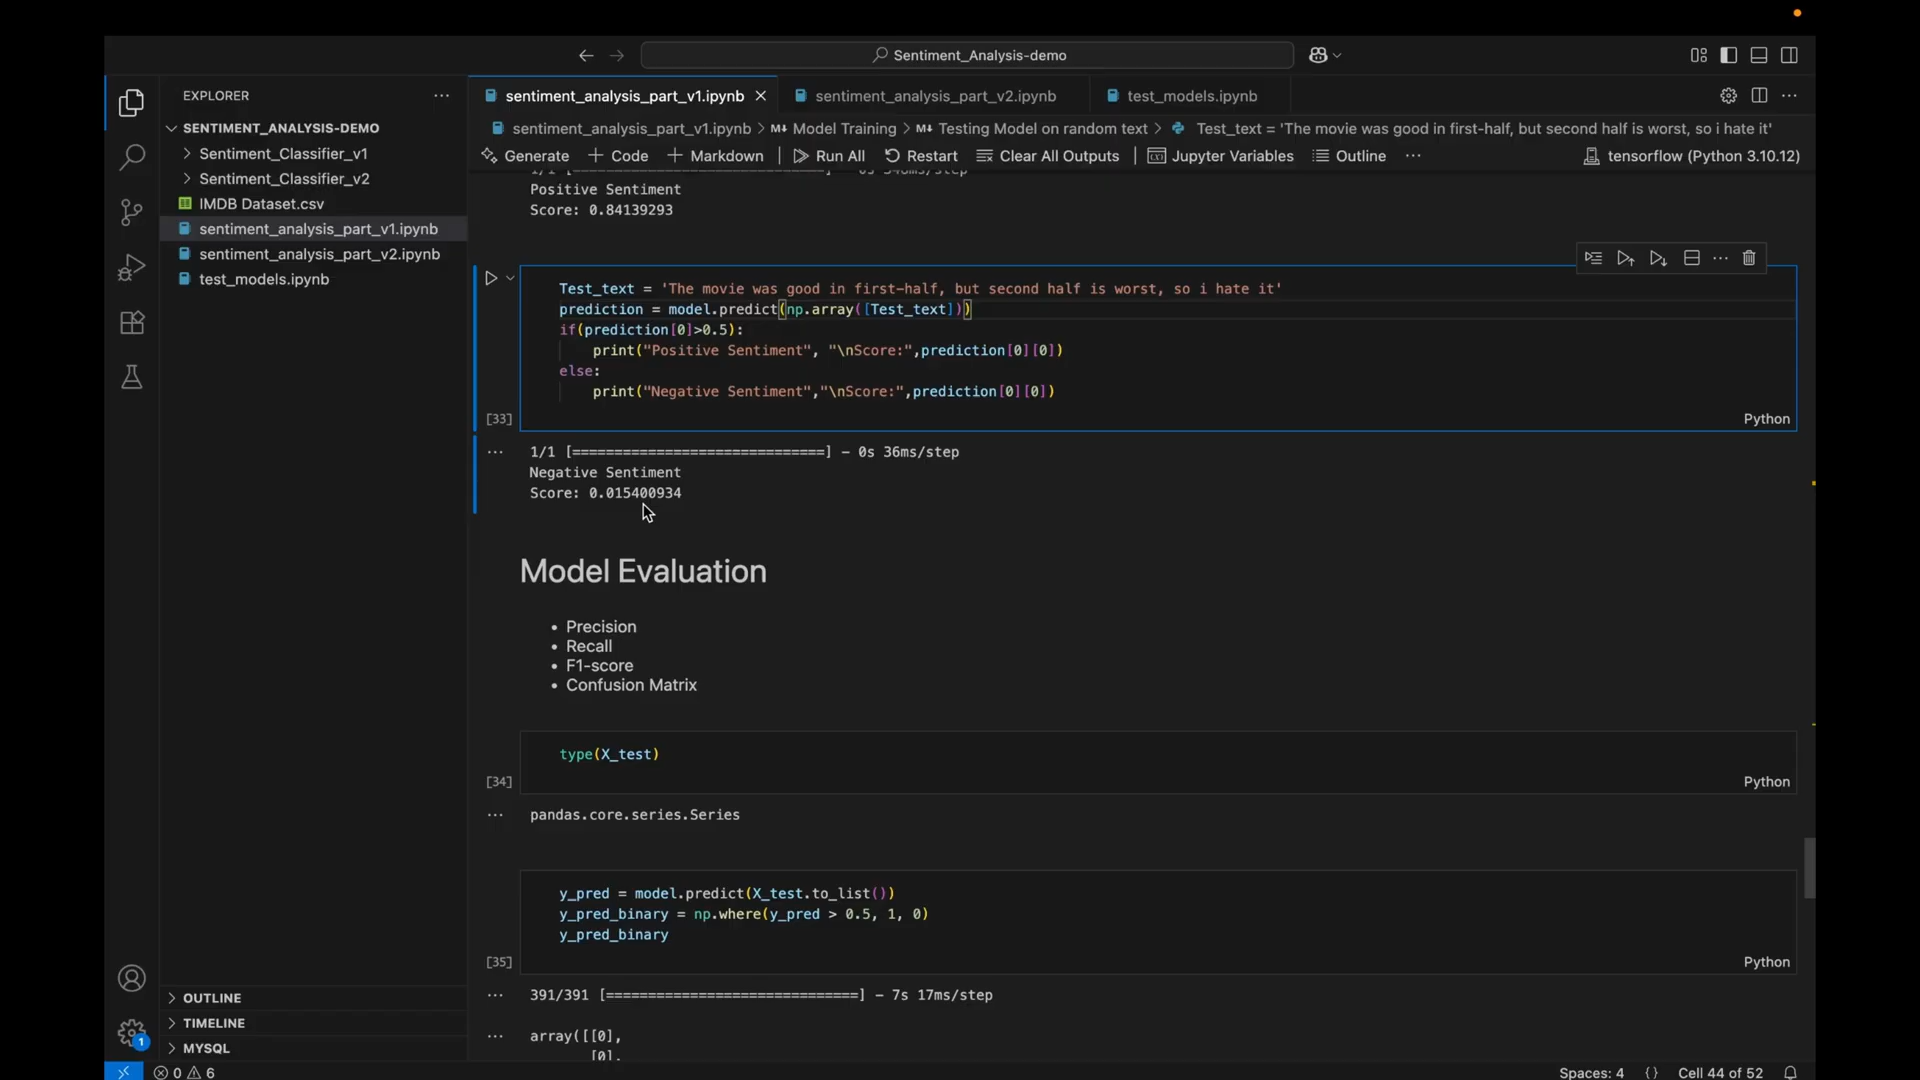 Sentiment_Analysis-demo
EXPLORER
SENTIMENT_ANALYSIS-DEMO
Sentiment_Classifier_v1
Sentiment_Classifier_v2
IMDB Dataset.csv
sentiment_analysis_part_v1.ipynb
sentiment_analysis_part_v2.ipynb
test_models.ipynb
OUTLINE
TIMELINE
MYSQL
1
sentiment_analysis_part_v1.ipynb
sentiment_analysis_part_v2.ipynb
test_models.ipynb
sentiment_analysis_part_v1.ipynb > M↓ Model Training > M↓ Testing Model on random text > Test_text = 'The movie was good in first-half, but second half is worst, so i hate it'
Generate + Code + Markdown Run All Restart Clear All Outputs Jupyter Variables Outline ... tensorflow (Python 3.10.12)
Positive Sentiment
Score: 0.84139293
Test_text = 'The movie was good in first-half, but second half is worst, so i hate it'
prediction = model.predict(np.array([Test_text]))
if(prediction[0]>0.5):
print("Positive Sentiment", "\nScore:",prediction[0][0])
else:
print("Negative Sentiment","\nScore:",prediction[0][0])
[33]
Python
1/1 [==============================] - 0s 36ms/step
Negative Sentiment
Score: 0.015400934
Model Evaluation
• Precision
• Recall
• F1-score
• Confusion Matrix
type(X_test)
[34]
Python
pandas.core.series.Series
y_pred = model.predict(X_test.to_list())
y_pred_binary = np.where(y_pred > 0.5, 1, 0)
y_pred_binary
[35]
Python
391/391 [==============================] - 7s 17ms/step
array([[0],
[0],
0 6
Spaces: 4 {} Cell 44 of 52